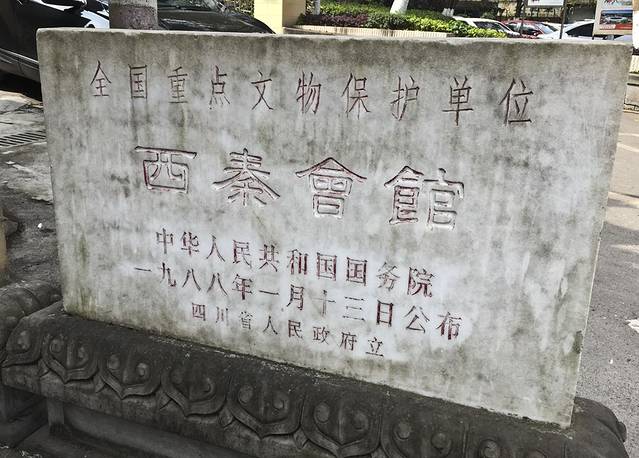 全国重点文物保护单位
西秦會館
中华人民共和国国务院
一九八八年一月十三日公布
四川省人民政府立